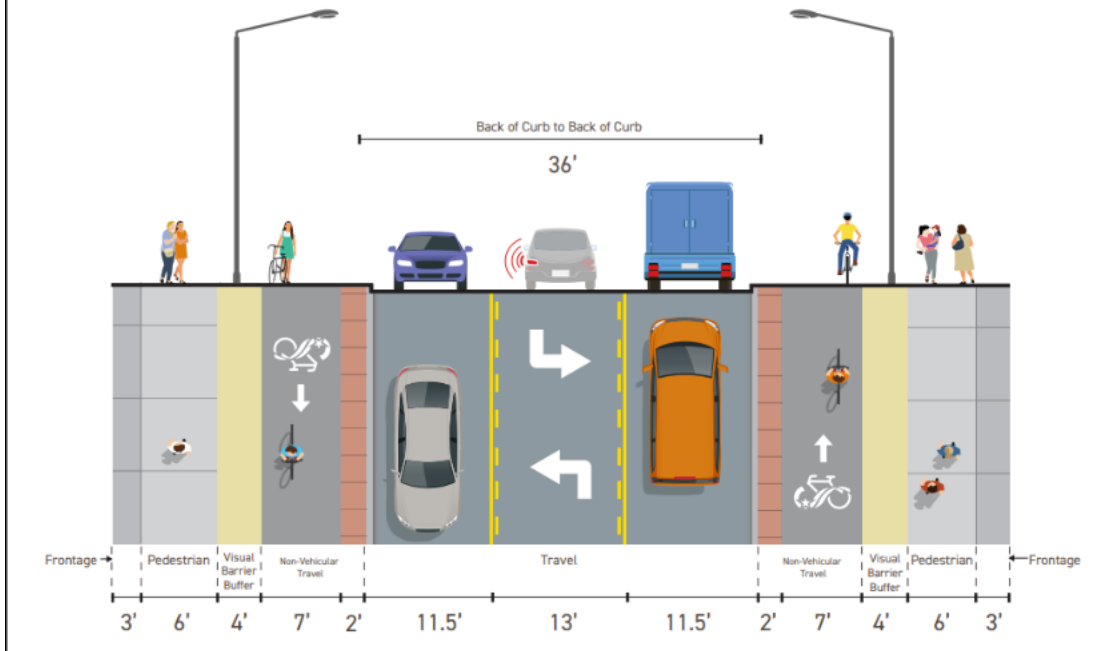 Back of Curb to Back of Curb
36'
Frontage
Pedestrian
Visual
Barrier
Buffer
Non-Vehicular
Travel
Travel
Non-Vehicular
Travel
Visual
Barrier
Buffer
Pedestrian
Frontage
3' 6' 4' 7' 2' 11.5' 13' 11.5' 2' 7' 4' 6' 3'